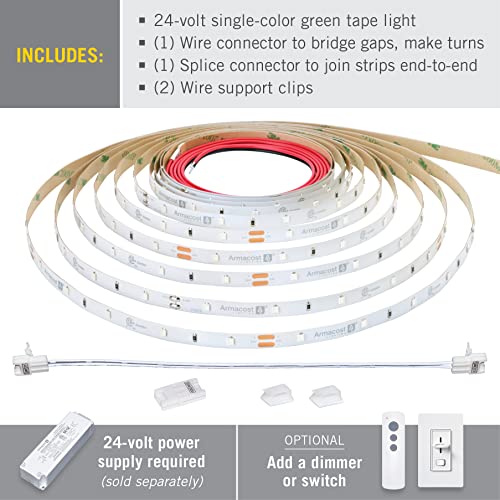 INCLUDES:
• 24-volt single-color green tape light
• (1) Wire connector to bridge gaps, make turns
• (1) Splice connector to join strips end-to-end
• (2) Wire support clips
Armacost
Armacost
Armacost
Armacost
Armacost
Armacost
24-volt power
supply required
(sold separately)
OPTIONAL
Add a dimmer
or switch